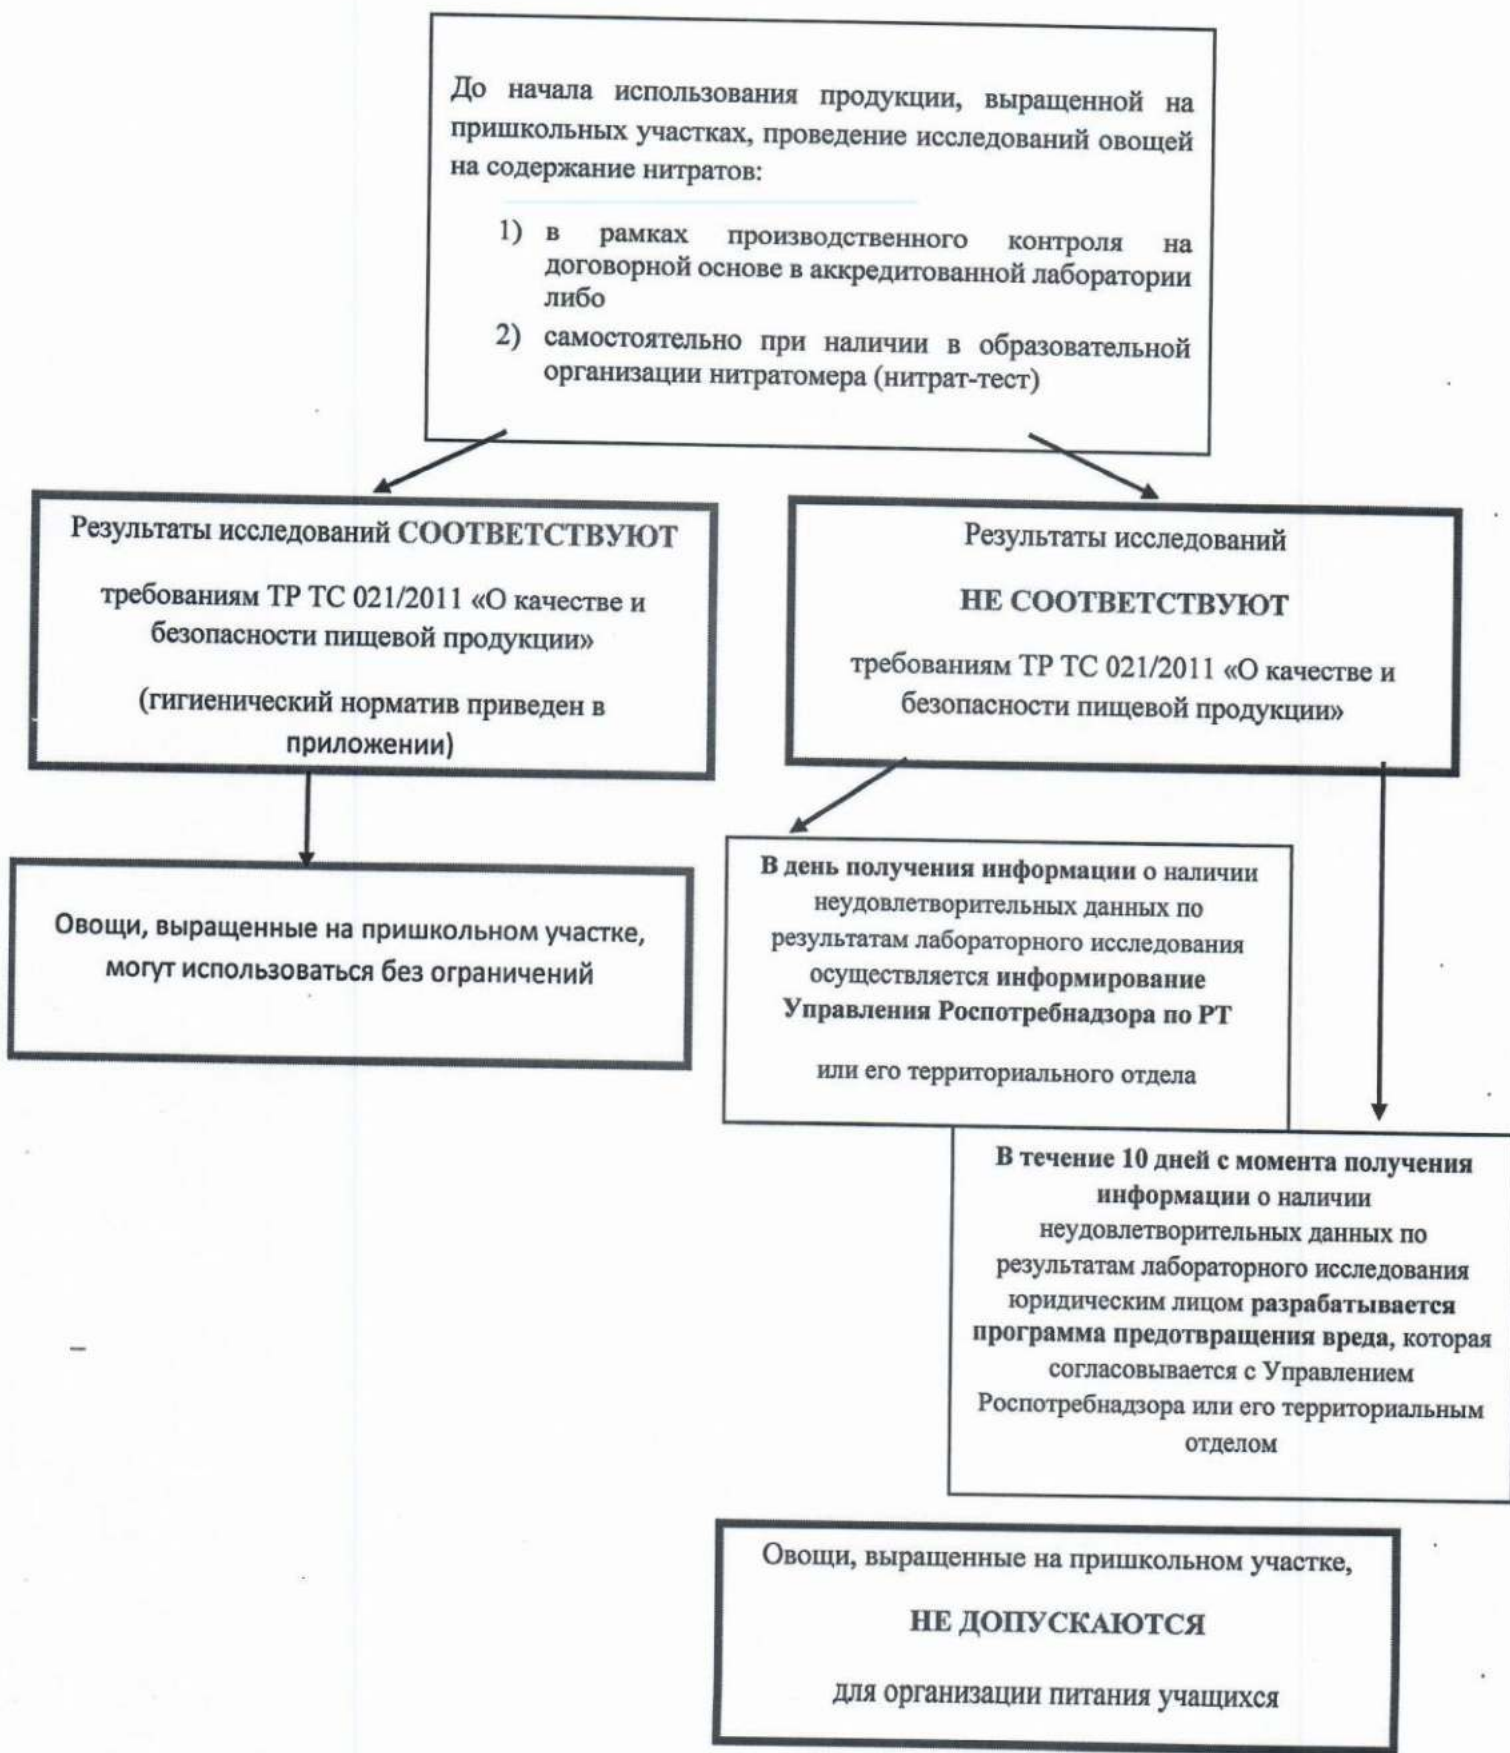 До начала использования продукции, выращенной на
пришкольных участках, проведение исследований овощей
на содержание нитратов:
1) в рамках производственного контроля на
договорной основе в аккредитованной лаборатории
либо
2) самостоятельно при наличии в образовательной
организации нитратомера (нитрат-тест)
Результаты исследований СООТВЕТСТВУЮТ
требованиям ТР ТС 021/2011 «О качестве и
безопасности пищевой продукции»
(гигиенический норматив приведен в
приложении)
Овощи, выращенные на пришкольном участке,
могут использоваться без ограничений
Результаты исследований
НЕ СООТВЕТСТВУЮТ
требованиям ТР ТС 021/2011 «О качестве и
безопасности пищевой продукции»
В день получения информации о наличии
неудовлетворительных данных по
результатам лабораторного исследования
осуществляется информирование
Управления Роспотребнадзора по РТ
или его территориального отдела
В течение 10 дней с момента получения
информации о наличии
неудовлетворительных данных по
результатам лабораторного исследования
юридическим лицом разрабатывается
программа предотвращения вреда, которая
согласовывается с Управлением
Роспотребнадзора или его территориальным
отделом
Овощи, выращенные на пришкольном участке,
НЕ ДОПУСКАЮТСЯ
для организации питания учащихся